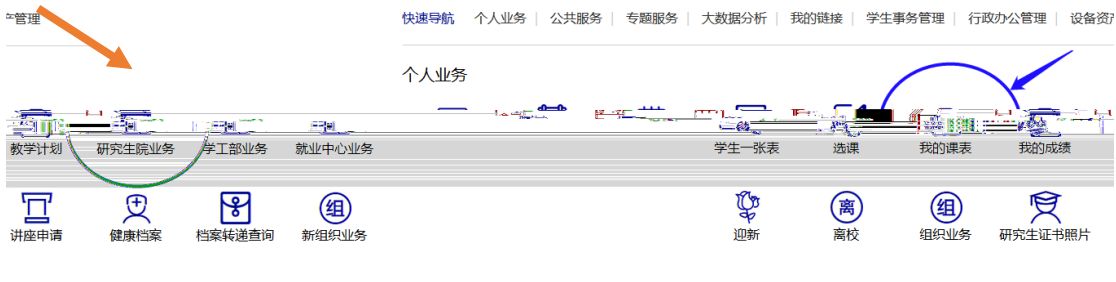 产管理
快速导航 个人业务 公共服务 专题服务 大数据分析 我的链接 学生事务管理 行政办公管理 设备资产
个人业务
教学计划 研究生院业务 学工部业务 就业中心业务 学生一张表 选课 我的课表 我的成绩
组 离 组
讲座申请 健康档案 档案转递查询 新组织业务 迎新 离校 组织业务 研究生证书照片